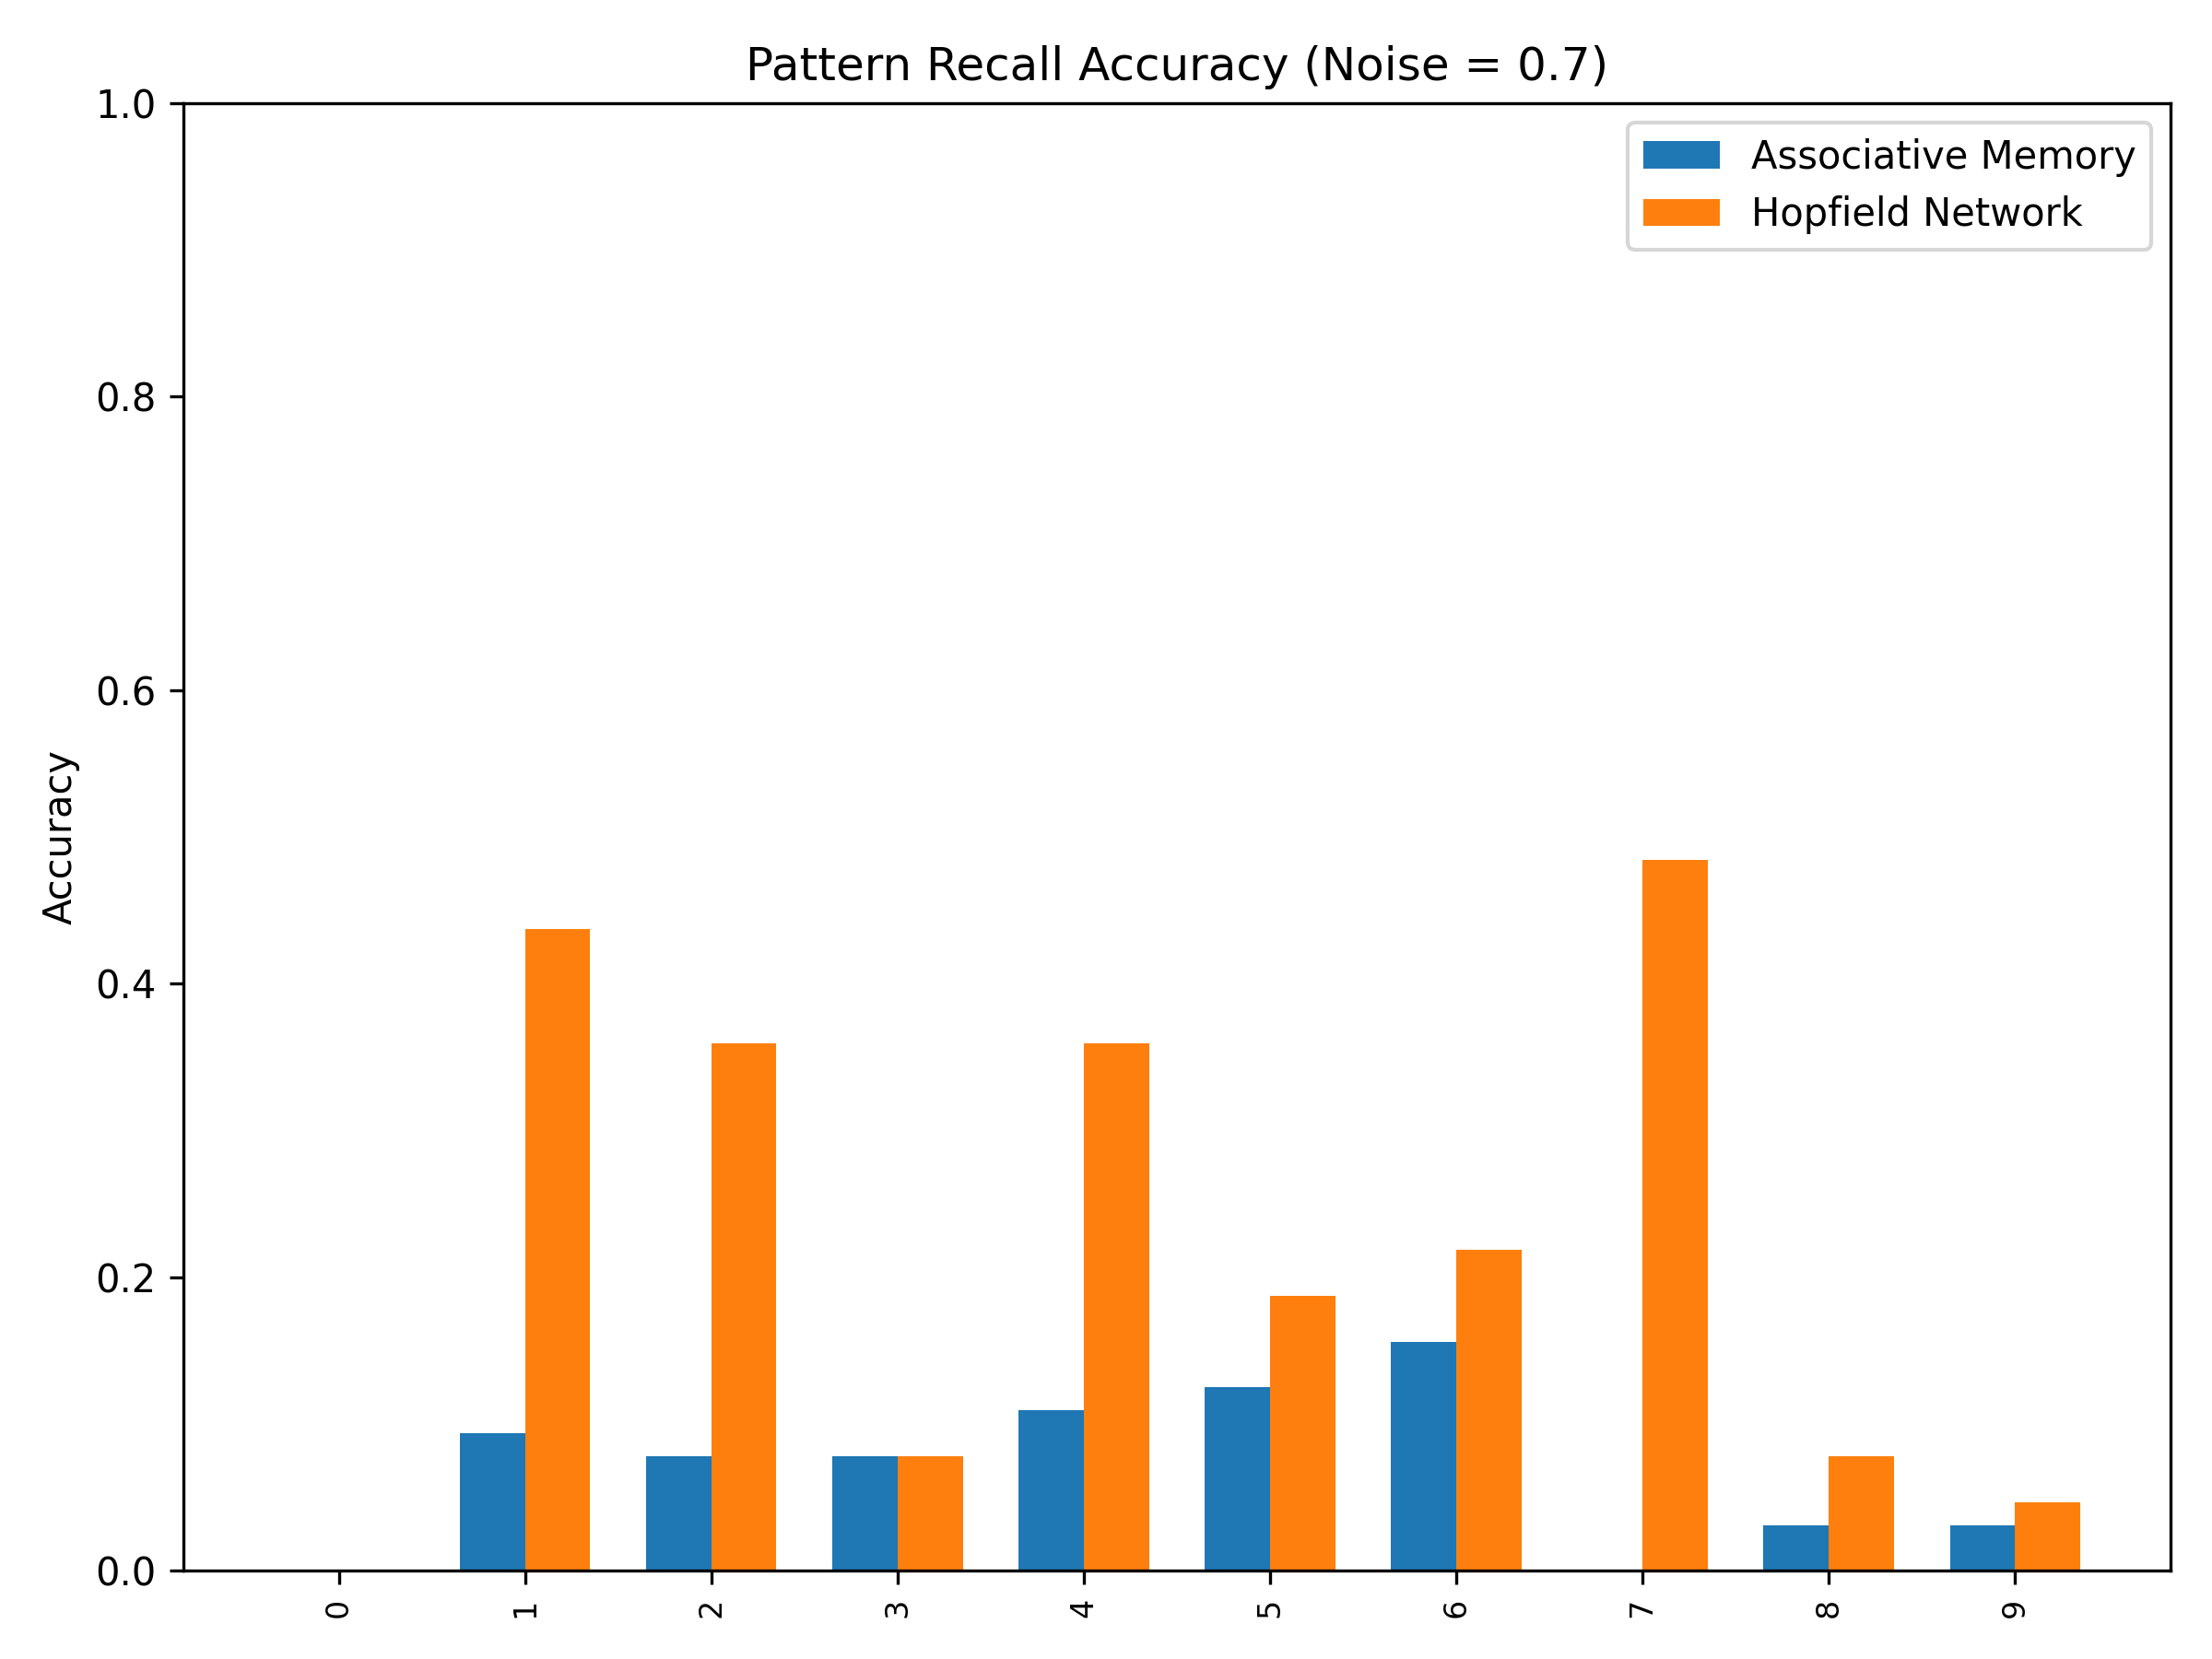 Pattern Recall Accuracy (Noise = 0.7)
Associative Memory
Hopfield Network
Accuracy
1.0
0.8
0.6
0.4
0.2
0.0
0 1 2 3 4 5 6 7 8 9